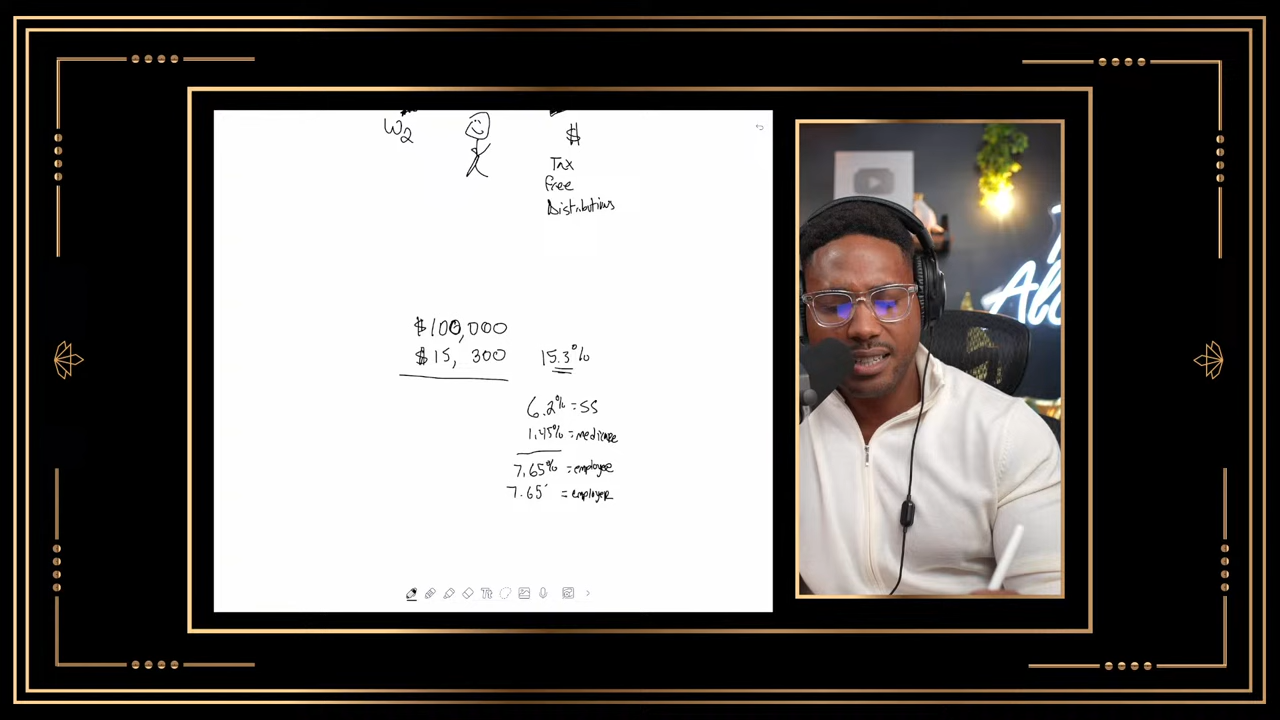 W2
$
Tax
Free
Distributions
$100,000
$15, 300 15.3%
6.2% = SS
1.45% = medicare
7.65% = employee
7.65 = employer